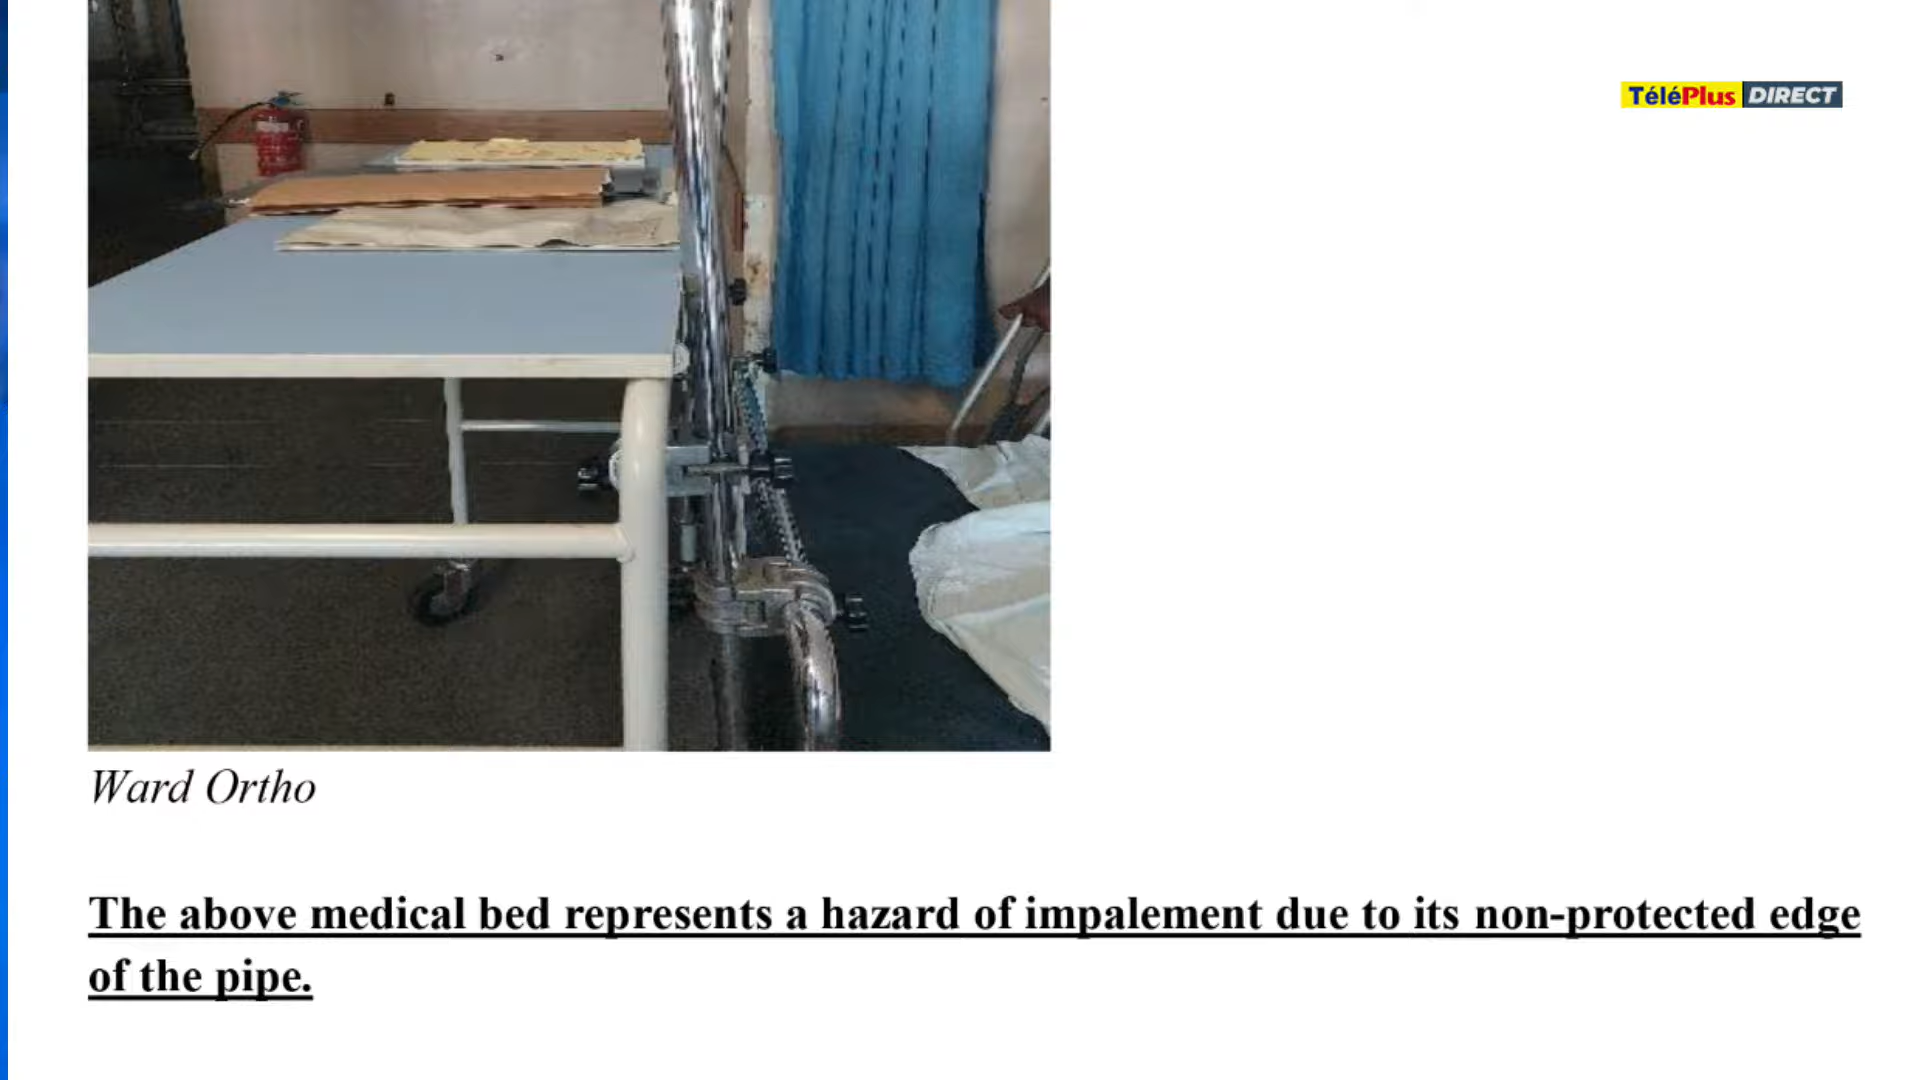 TéléPlus DIRECT
Ward Ortho
The above medical bed represents a hazard of impalement due to its non-protected edge
of the pipe.